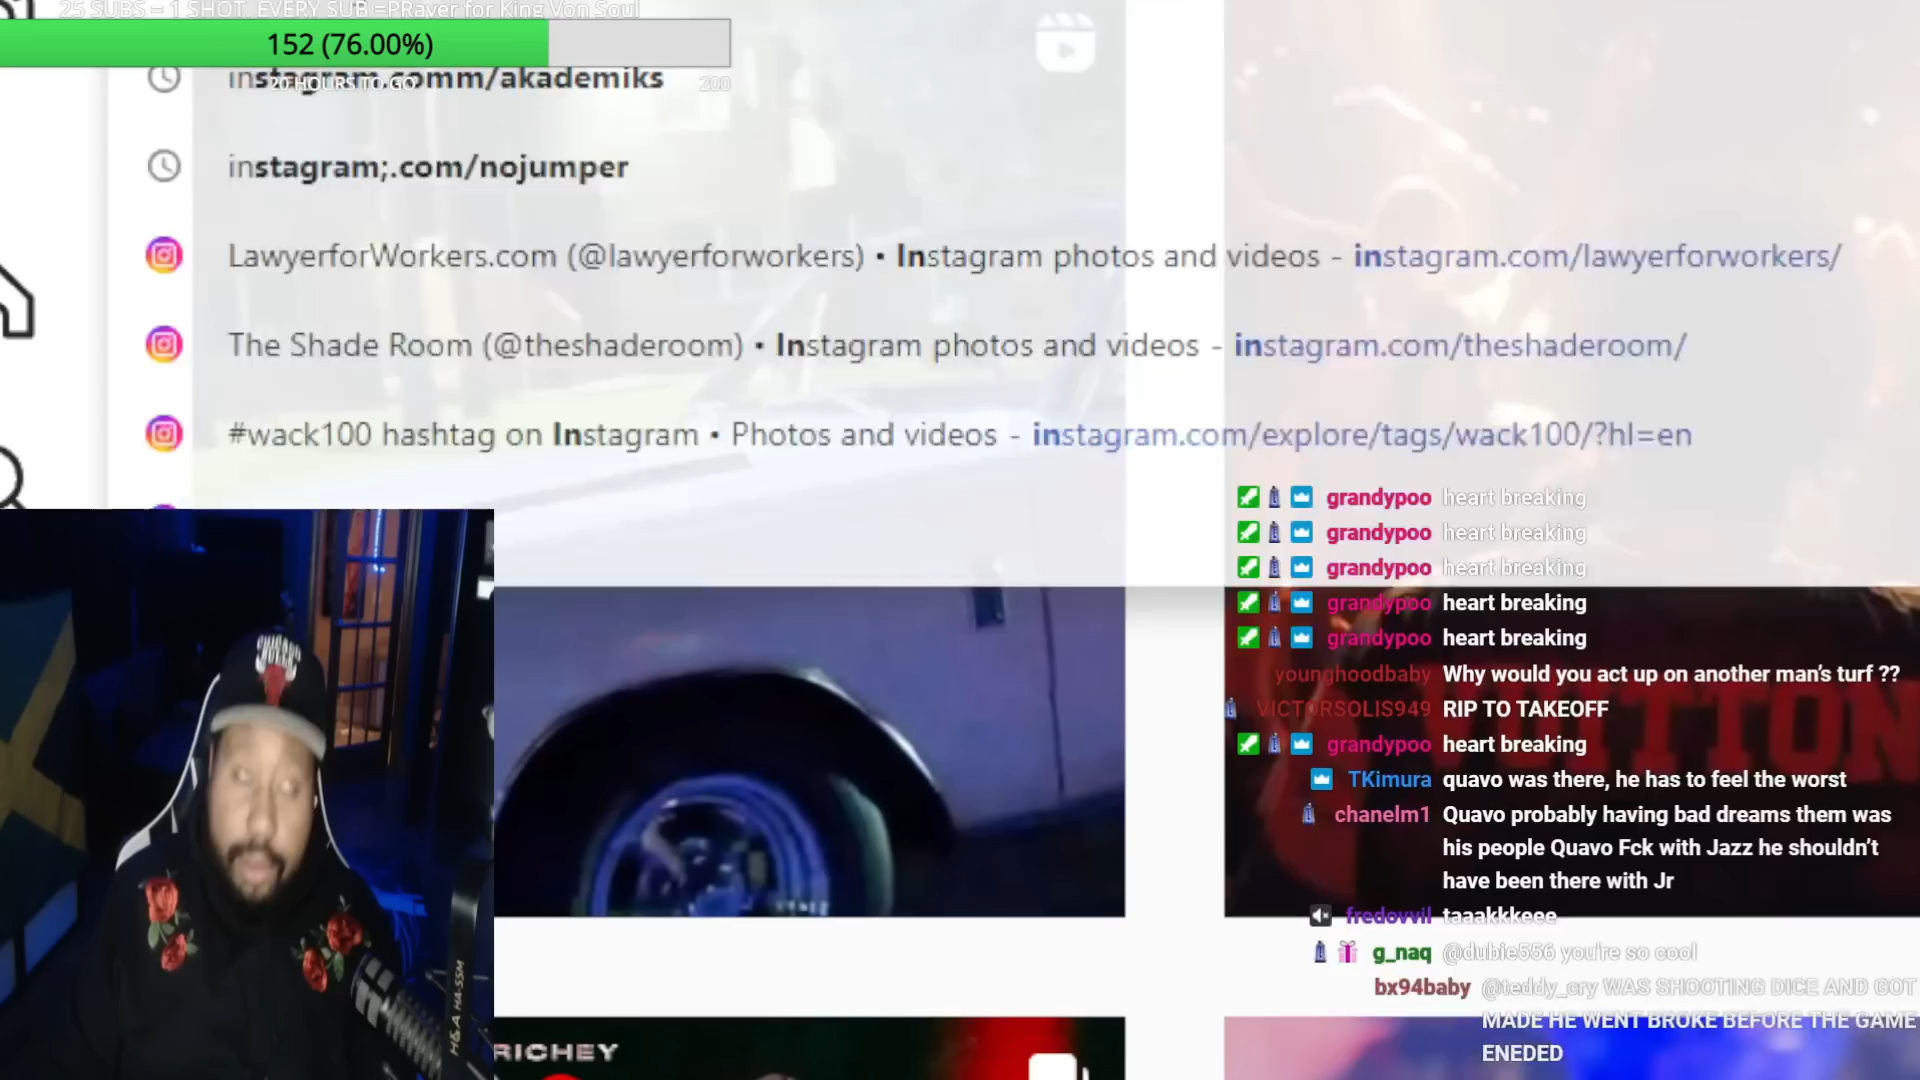 25 SUBS = 1 SHOT. EVERY SUB =PRayer for King Von Soul
152 (76.00%)
20 HOURS TO GO
200
instagram.comm/akademiks
instagram;.com/nojumper
LawyerforWorkers.com (@lawyerforworkers) • Instagram photos and videos - instagram.com/lawyerforworkers/
The Shade Room (@theshaderoom) • Instagram photos and videos - instagram.com/theshaderoom/
#wack100 hashtag on Instagram • Photos and videos - instagram.com/explore/tags/wack100/?hl=en
grandypoo heart breaking
grandypoo heart breaking
grandypoo heart breaking
grandypoo heart breaking
grandypoo heart breaking
younghoodbaby Why would you act up on another man's turf ??
VICTORSOLIS949 RIP TO TAKEOFF
grandypoo heart breaking
TKimura quavo was there, he has to feel the worst
chanelm1 Quavo probably having bad dreams them was
his people Quavo Fck with Jazz he shouldn't
have been there with Jr
fredovvil taaakkkeee
g_naq @dubie556 you're so cool
bx94baby @teddy_cry WAS SHOOTING DICE AND GOT
MADE HE WENT BROKE BEFORE THE GAME
ENEDED
CHICAGO
BULLS
VUITTON
RICHEY
H&A HA-SSM